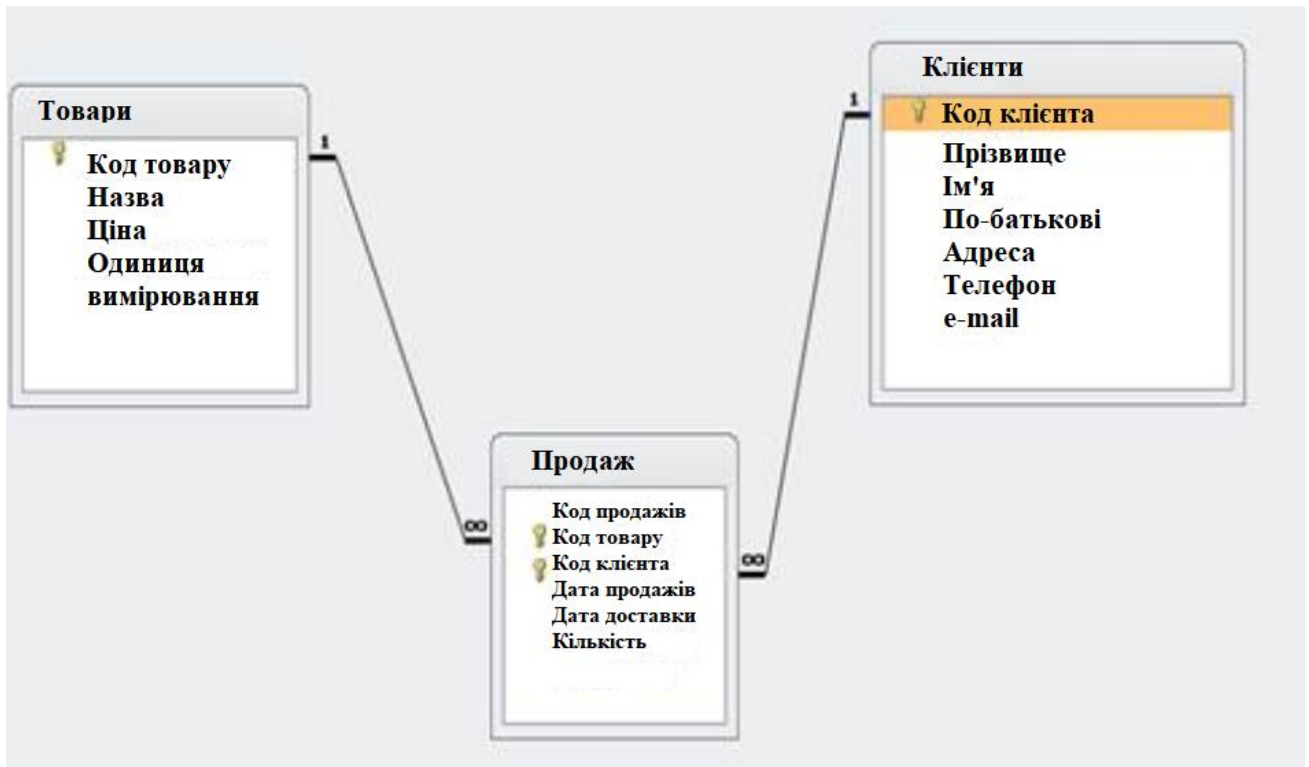 Товари
Код товару
Назва
Ціна
Одиниця
вимірювання
1
1
Клієнти
Код клієнта
Прізвище
Ім'я
По-батькові
Адреса
Телефон
e-mail
∞
∞
Продаж
Код продажів
Код товару
Код клієнта
Дата продажів
Дата доставки
Кількість